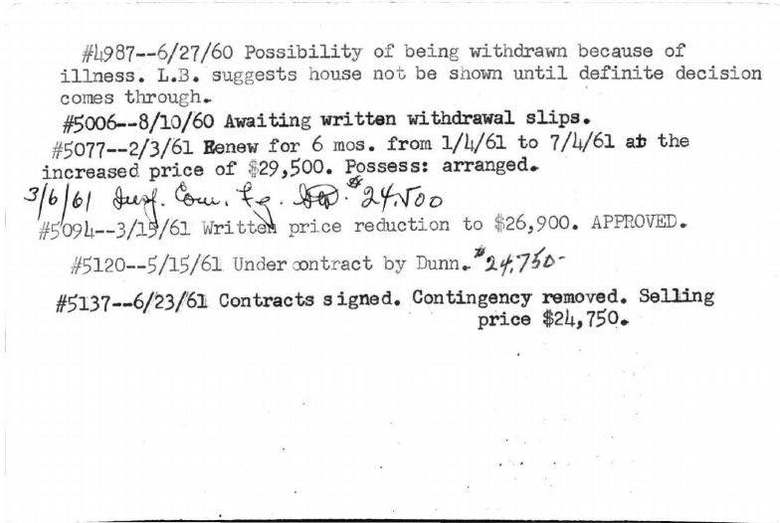 #4987--6/27/60 Possibility of being withdrawn because of
illness. L.B. suggests house not be shown until definite decision
comes through.
#5006--8/10/60 Awaiting written withdrawal slips.
#5077--2/3/61 Renew for 6 mos. from 1/4/61 to 7/4/61 at the
increased price of $29,500. Possess: arranged.
3/6/61 $24,500
#5094--3/15/61 Written price reduction to $26,900. APPROVED.
#5120--5/15/61 Under contract by Dunn. $24,750-
#5137--6/23/61 Contracts signed. Contingency removed. Selling
price $24,750.